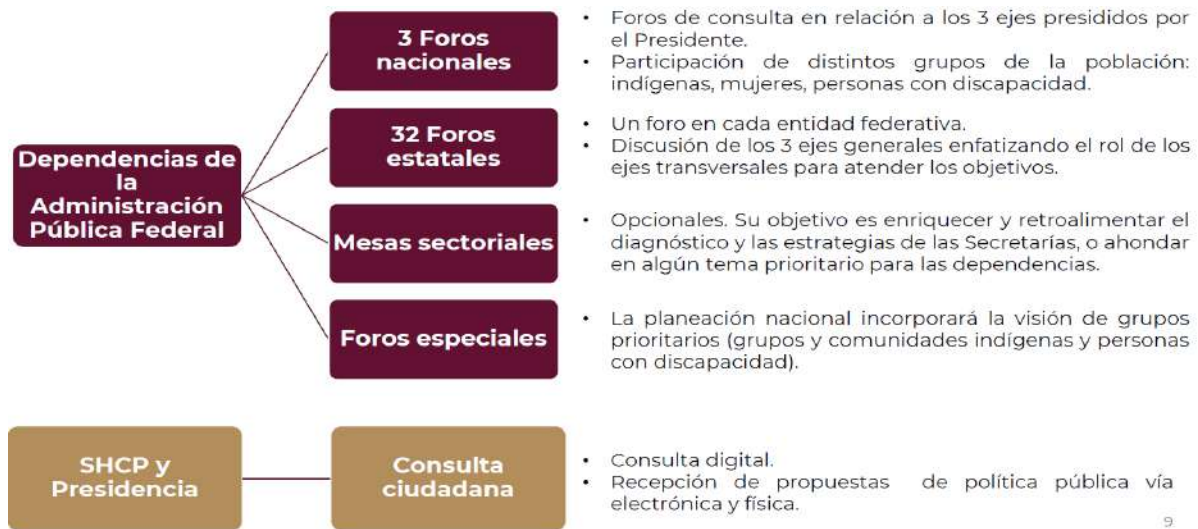 3 Foros
nacionales
• Foros de consulta en relación a los 3 ejes presididos por
el Presidente.
• Participación de distintos grupos de la población:
indígenas, mujeres, personas con discapacidad.
Dependencias de
la
Administración
Pública Federal
32 Foros
estatales
• Un foro en cada entidad federativa.
• Discusión de los 3 ejes generales enfatizando el rol de los
ejes transversales para atender los objetivos.
Mesas sectoriales
• Opcionales. Su objetivo es enriquecer y retroalimentar el
diagnóstico y las estrategias de las Secretarías, o ahondar
en algún tema prioritario para las dependencias.
Foros especiales
• La planeación nacional incorporará la visión de grupos
prioritarios (grupos y comunidades indígenas y personas
con discapacidad).
SHCP y
Presidencia
Consulta
ciudadana
• Consulta digital.
• Recepción de propuestas de política pública vía
electrónica y física.
9